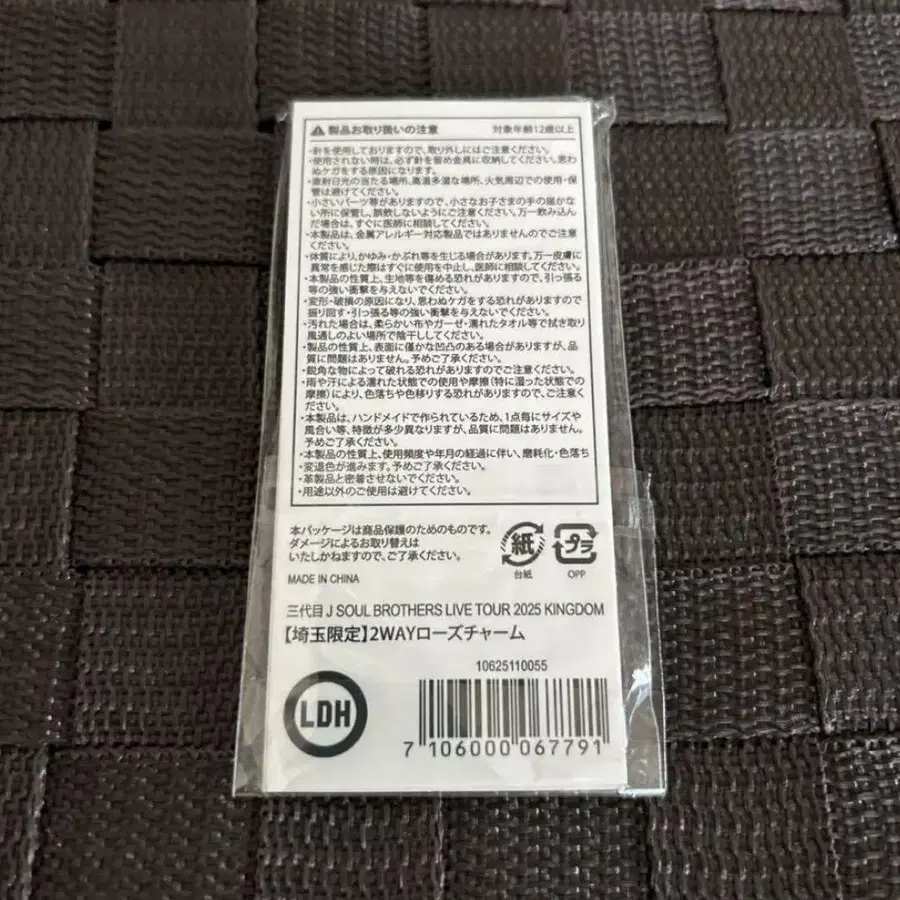 ⚠ 製品お取り扱いの注意 対象年齢12歳以上
・針を使用しておりますので、取り外しにはご注意ください。
・使用されない時は、必ず針を留め金具に収納してください。思わ
ぬケガをする原因になります。
・直射日光の当たる場所、高温多湿な場所、火気周辺での使用・保
管は避けてください。
・小さいパーツ等がありますので、小さなお子さまの手の届かな
い所に保管し、誤飲しないようにご注意ください。万一飲み込ん
だ場合は、すぐに医師に相談してください。
・本製品は、金属アレルギー対応製品ではありませんのでご注意
ください。
・体質により、かゆみ・かぶれ等を生じる場合があります。万一皮膚に
異常を感じた際はすぐに使用を中止し、医師に相談してください。
・本製品の性質上、生地等を傷める恐れがありますので、引っ張る
等の強い衝撃を与えないでください。
・変形・破損の原因になり、思わぬケガをする恐れがありますので
振り回す・引っ張る等の強い衝撃を与えないでください。
・汚れた場合は、柔らかい布やガーゼ・濡れたタオル等で拭き取り
風通しのよい場所で陰干ししてください。
・製品の性質上、表面に僅かな凹凸のある場合がありますが、品
質に問題はありません。予めご了承ください。
・鋭角な物によって破れる恐れがありますのでご注意ください。
・雨や汗による濡れた状態での使用や摩擦(特に湿った状態での
摩擦)により、色落ちや色移りする恐れがありますので、ご注意く
ださい。
・本製品は、ハンドメイドで作られているため、1点毎にサイズや
風合い等、特徴が多少異なりますが、品質に問題はありません。
予めご了承ください。
・本製品の性質上、使用頻度や年月の経過に伴い、磨耗化・色落ち
・変退色が進みます。予めご了承ください。
・革製品と密着させないでください。
・用途以外のご使用は避けてください。
本パッケージは商品保護のためのものです。
ダメージによるお取り替えは
いたしかねますので、ご了承ください。
紙 プラ
台紙 OPP
MADE IN CHINA
三代目 J SOUL BROTHERS LIVE TOUR 2025 KINGDOM
【埼玉限定】2WAYローズチャーム
10625110055
LDH
7 106000 067791